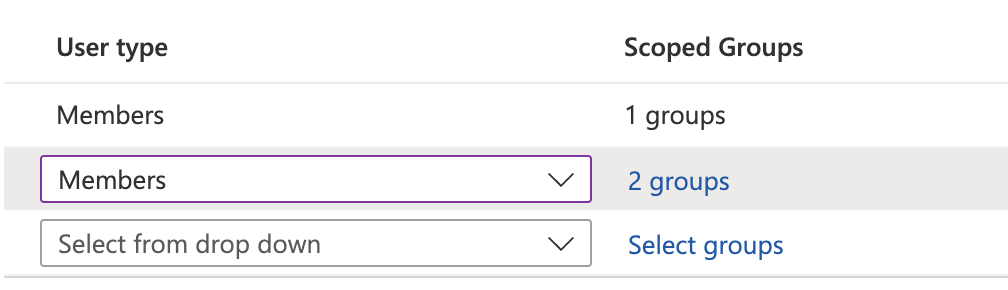 User type Scoped Groups
Members 1 groups
Members 2 groups
Select from drop down Select groups